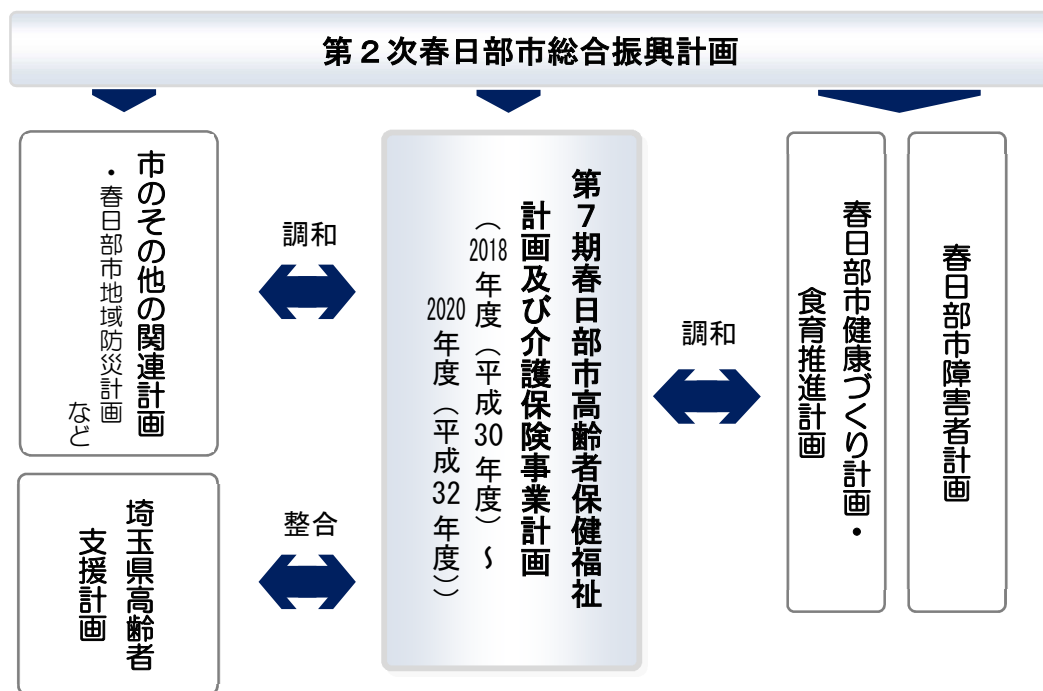 第２次春日部市総合振興計画
市のその他の関連計画
・春日部市地域防災計画
など
調和
埼玉県高齢者
支援計画
整合
第７期春日部市高齢者保健福祉
計画及び介護保険事業計画
（2018年度（平成30年度）～
2020年度（平成32年度））
調和
春日部市健康づくり計画・
食育推進計画
春日部市障害者計画